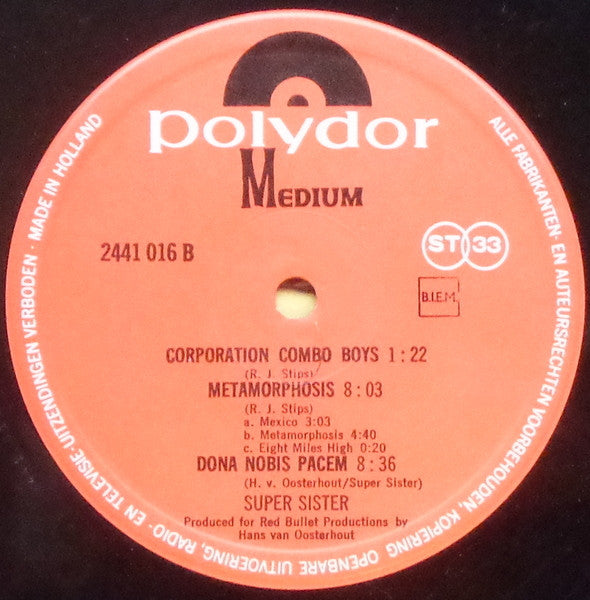 polydor
MEDIUM
2441 016 B
ST 33
B.I.E.M.
CORPORATION COMBO BOYS 1:22
(R. J. Stips)
METAMORPHOSIS 8:03
(R. J. Stips)
a. Mexico 3:03
b. Metamorphosis 4:40
c. Eight Miles High 0:20
DONA NOBIS PACEM 8:36
(H. v. Oosterhout/Super Sister)
SUPER SISTER
Produced for Red Bullet Productions by
Hans van Oosterhout
ALLE FABRIKANTEN- EN AUTEURSRECHTEN VOORBEHOUDEN, KOPIERING, OPENBARE UITVOERING, RADIO- EN TELEVISIE-UITZENDINGEN VERBODEN · MADE IN HOLLAND